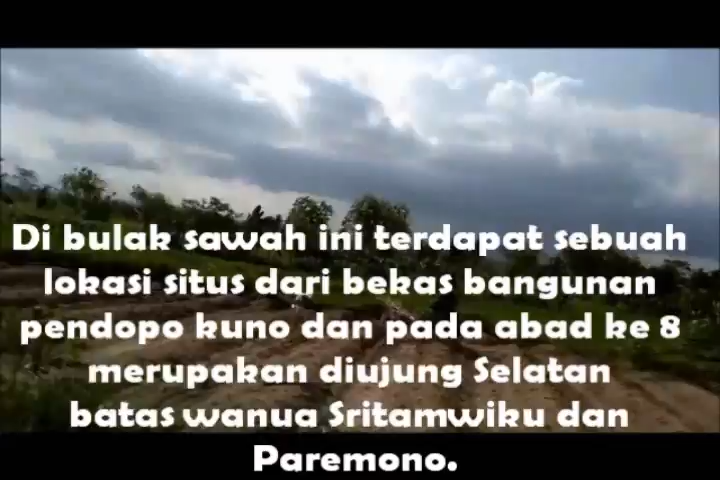 Di bulak sawah ini terdapat sebuah
lokasi situs dari bekas bangunan
pendopo kuno dan pada abad ke 8
merupakan diujung Selatan
batas wanua Sritamwiku dan
Paremono.